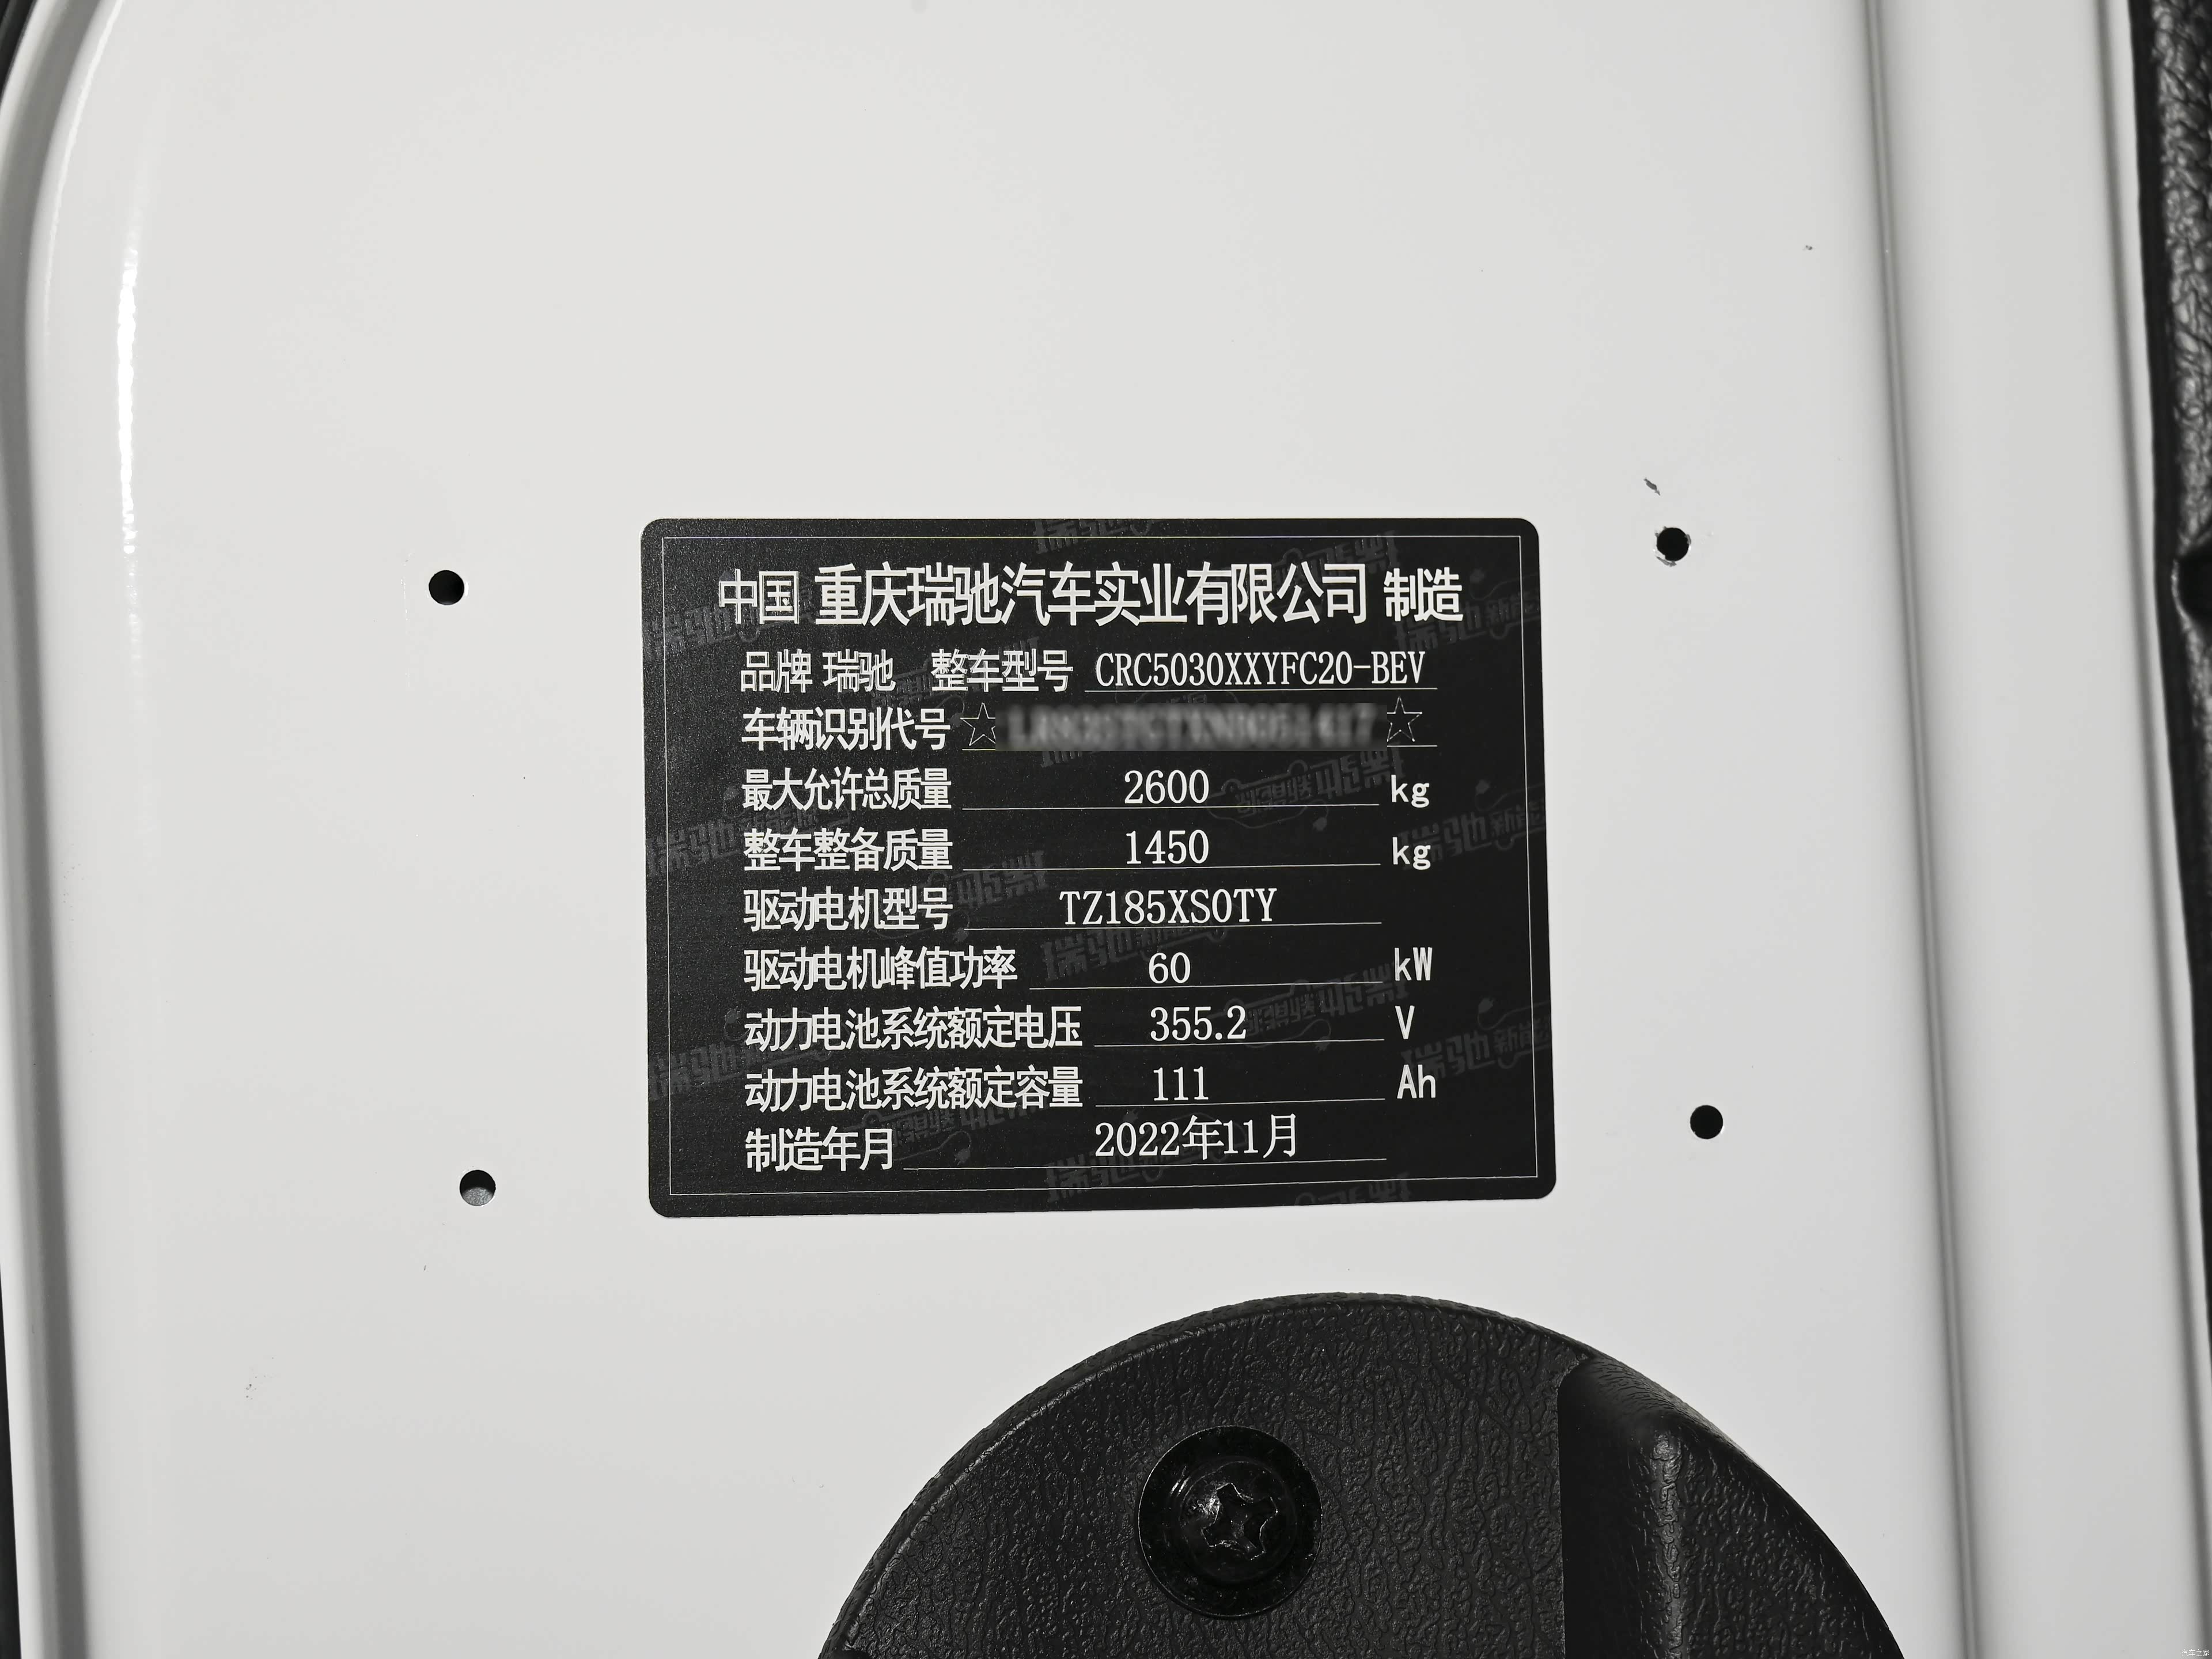 中国 重庆瑞驰汽车实业有限公司 制造
品牌 瑞驰 整车型号 CRC5030XXYFC20-BEV
车辆识别代号 ☆ ☆
最大允许总质量 2600 kg
整车整备质量 1450 kg
驱动电机型号 TZ185XS0TY
驱动电机峰值功率 60 kW
动力电池系统额定电压 355.2 V
动力电池系统额定容量 111 Ah
制造年月 2022年11月
汽车之家